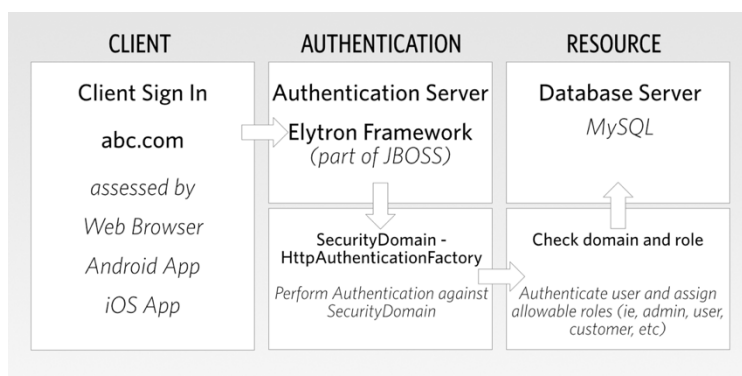 CLIENT
Client Sign In
abc.com
assessed by
Web Browser
Android App
iOS App
AUTHENTICATION
Authentication Server
Elytron Framework
(part of JBOSS)
SecurityDomain -
HttpAuthenticationFactory
Perform Authentication against
SecurityDomain
RESOURCE
Database Server
MySQL
Check domain and role
Authenticate user and assign
allowable roles (ie, admin, user,
customer, etc)